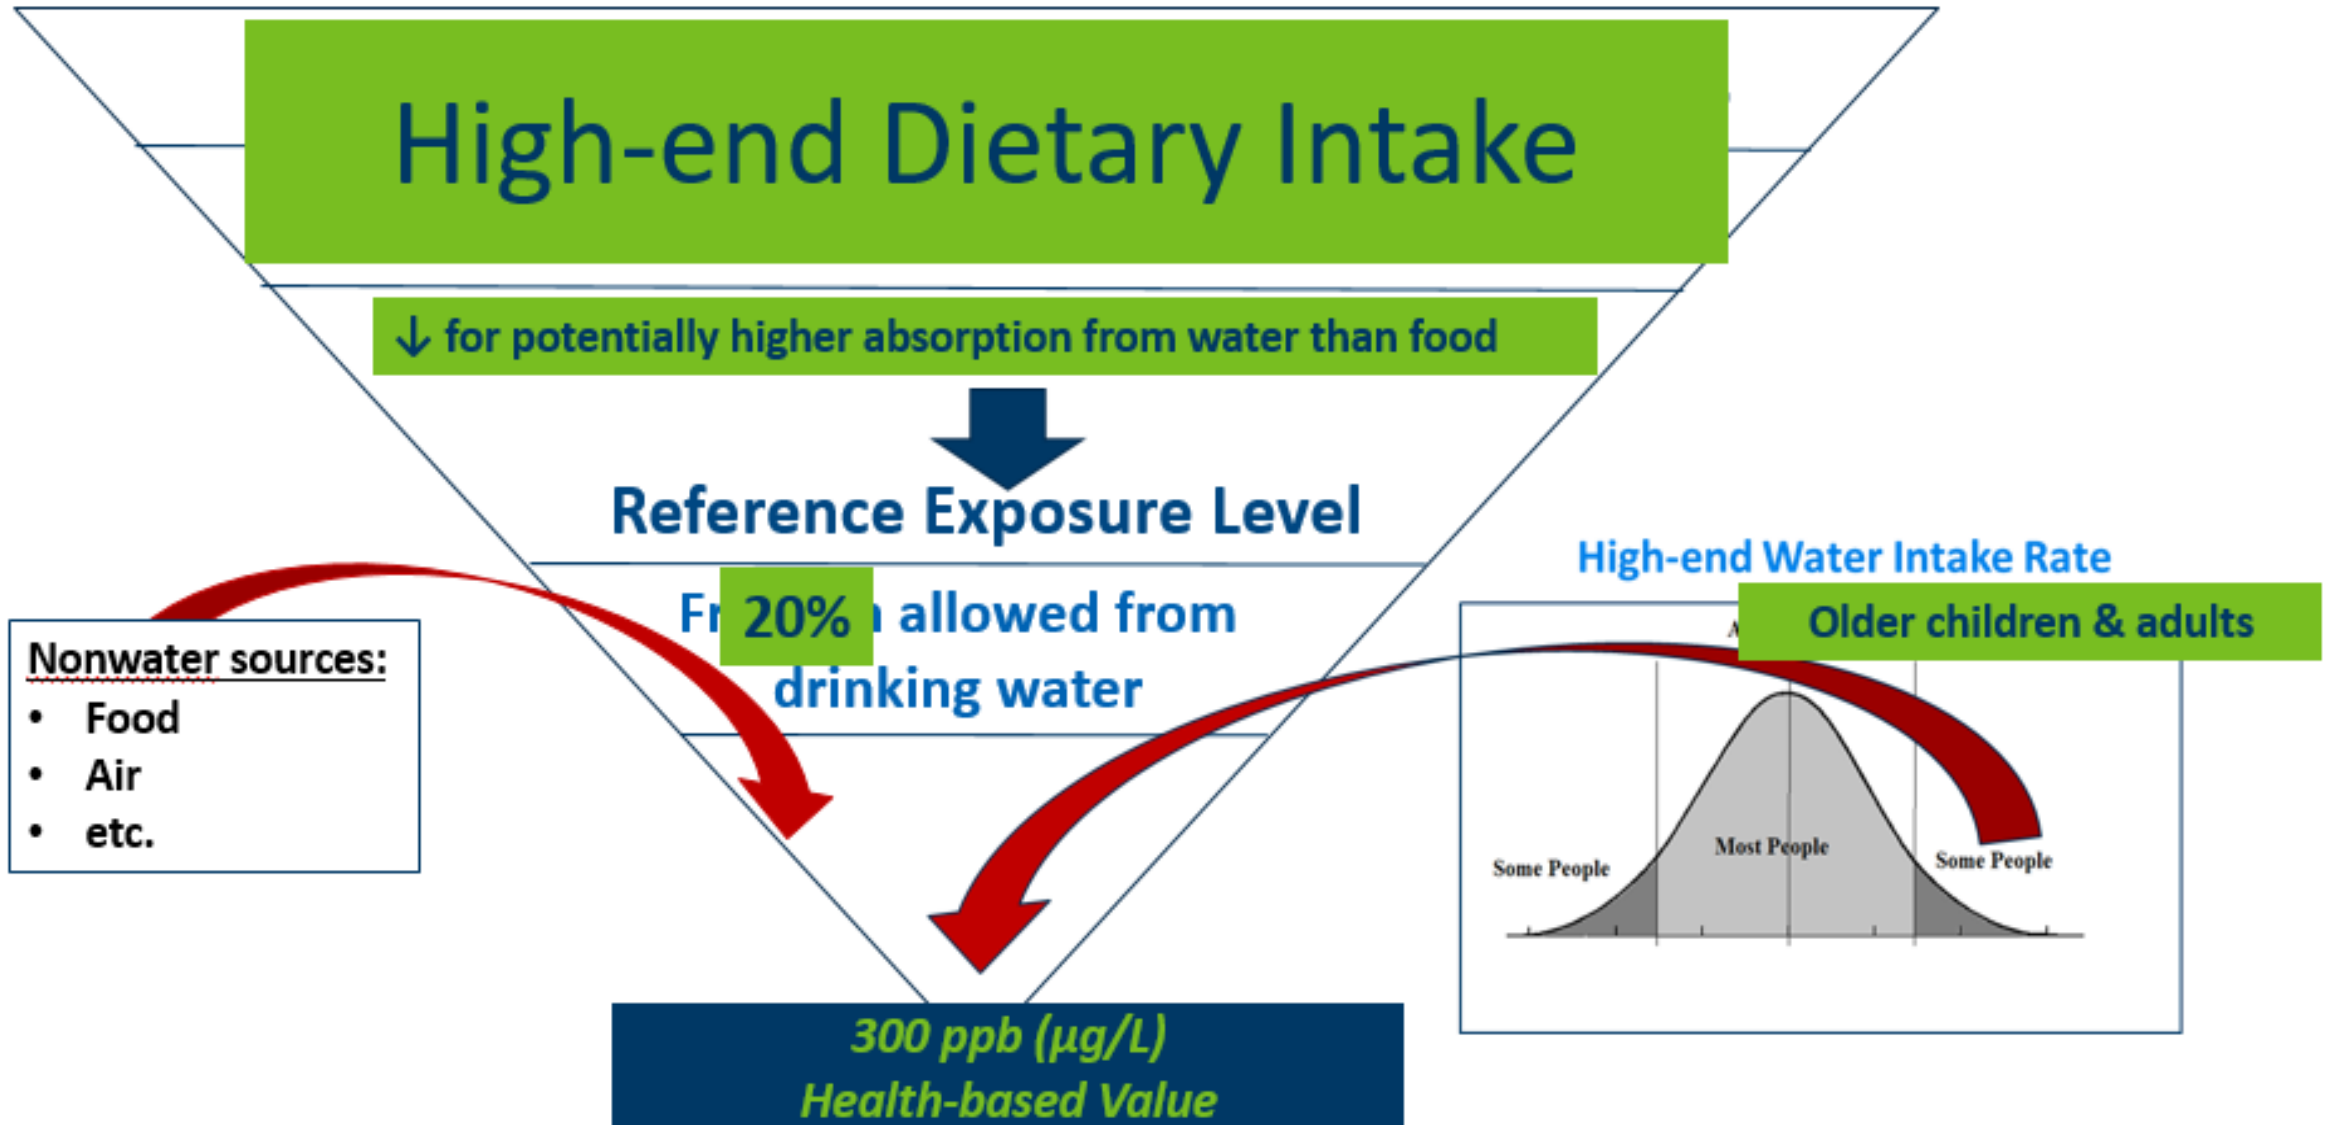 High-end Dietary Intake
↓ for potentially higher absorption from water than food
Reference Exposure Level
20% allowed from
drinking water
Nonwater sources:
• Food
• Air
• etc.
High-end Water Intake Rate
Older children & adults
Some People
Most People
Some People
300 ppb (µg/L)
Health-based Value